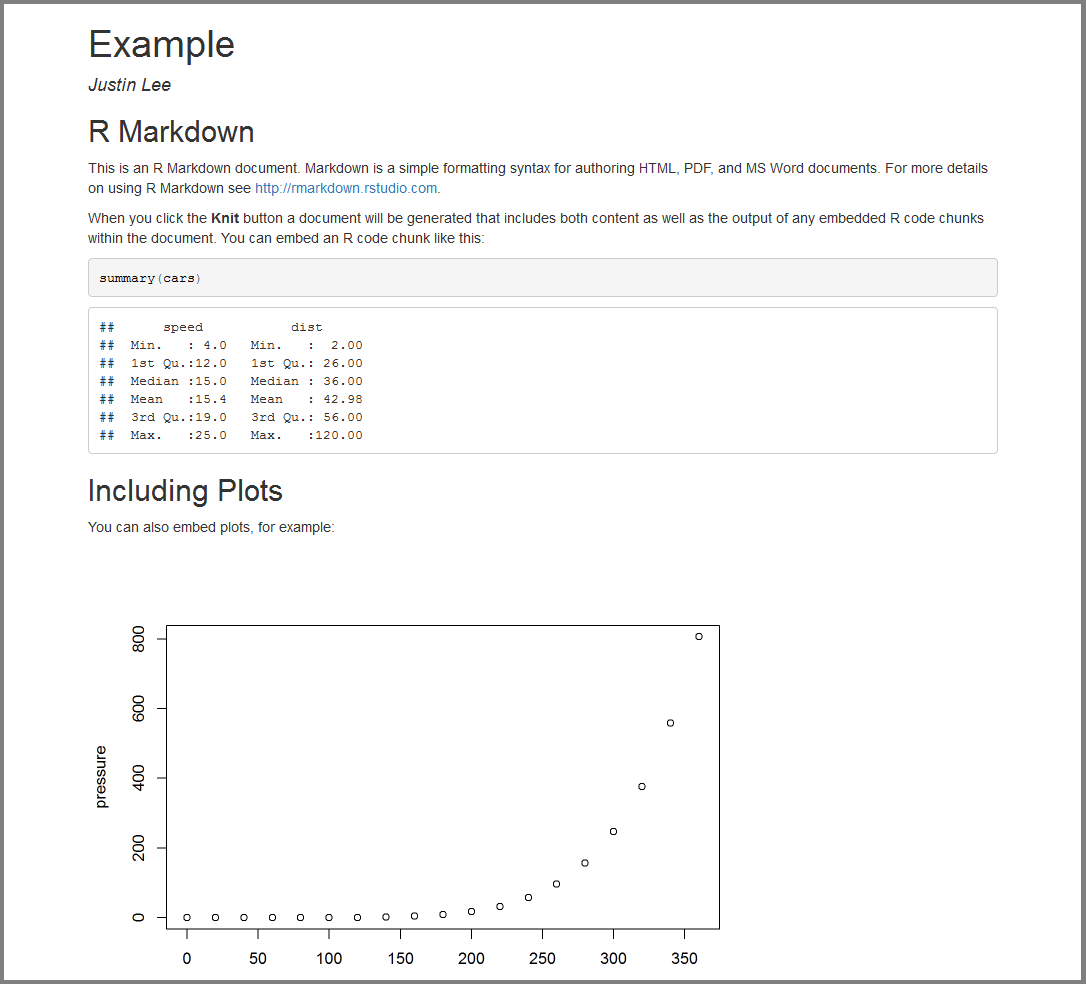 Example
Justin Lee
R Markdown
This is an R Markdown document. Markdown is a simple formatting syntax for authoring HTML, PDF, and MS Word documents. For more details
on using R Markdown see http://rmarkdown.rstudio.com.
When you click the Knit button a document will be generated that includes both content as well as the output of any embedded R code chunks
within the document. You can embed an R code chunk like this:
summary(cars)
##      speed           dist
##  Min.   : 4.0   Min.   :  2.00
##  1st Qu.:12.0   1st Qu.: 26.00
##  Median :15.0   Median : 36.00
##  Mean   :15.4   Mean   : 42.98
##  3rd Qu.:19.0   3rd Qu.: 56.00
##  Max.   :25.0   Max.   :120.00
Including Plots
You can also embed plots, for example:
800
600
400
200
0
pressure
0 50 100 150 200 250 300 350